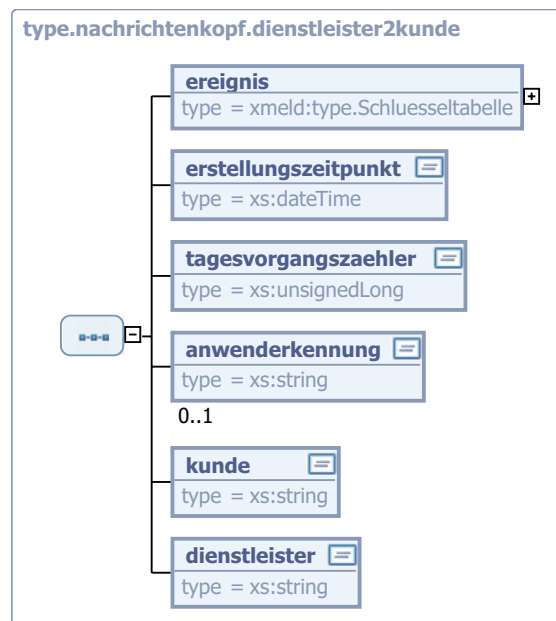 type.nachrichtenkopf.dienstleister2kunde
ereignis
type = xmeld:type.Schluesseltabelle
erstellungszeitpunkt
type = xs:dateTime
tagesvorgangszaehler
type = xs:unsignedLong
anwenderkennung
type = xs:string
0..1
kunde
type = xs:string
dienstleister
type = xs:string